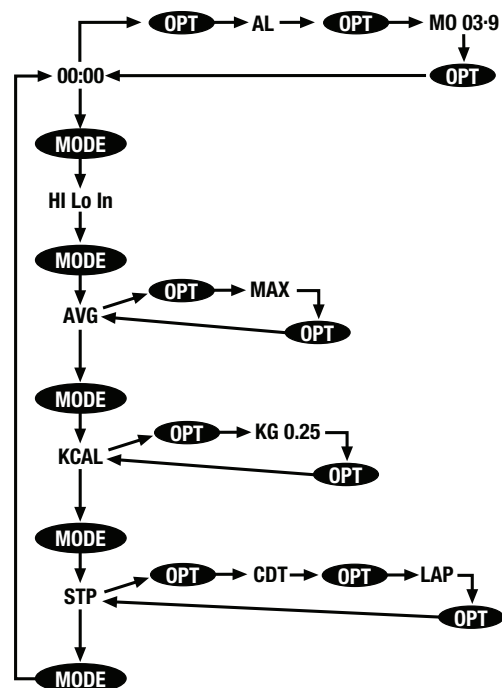 OPT AL OPT MO 03·9
00:00 OPT
MODE
HI Lo In
MODE
OPT MAX
AVG OPT
MODE
OPT KG 0.25
KCAL OPT
MODE
OPT CDT OPT LAP
STP OPT
MODE